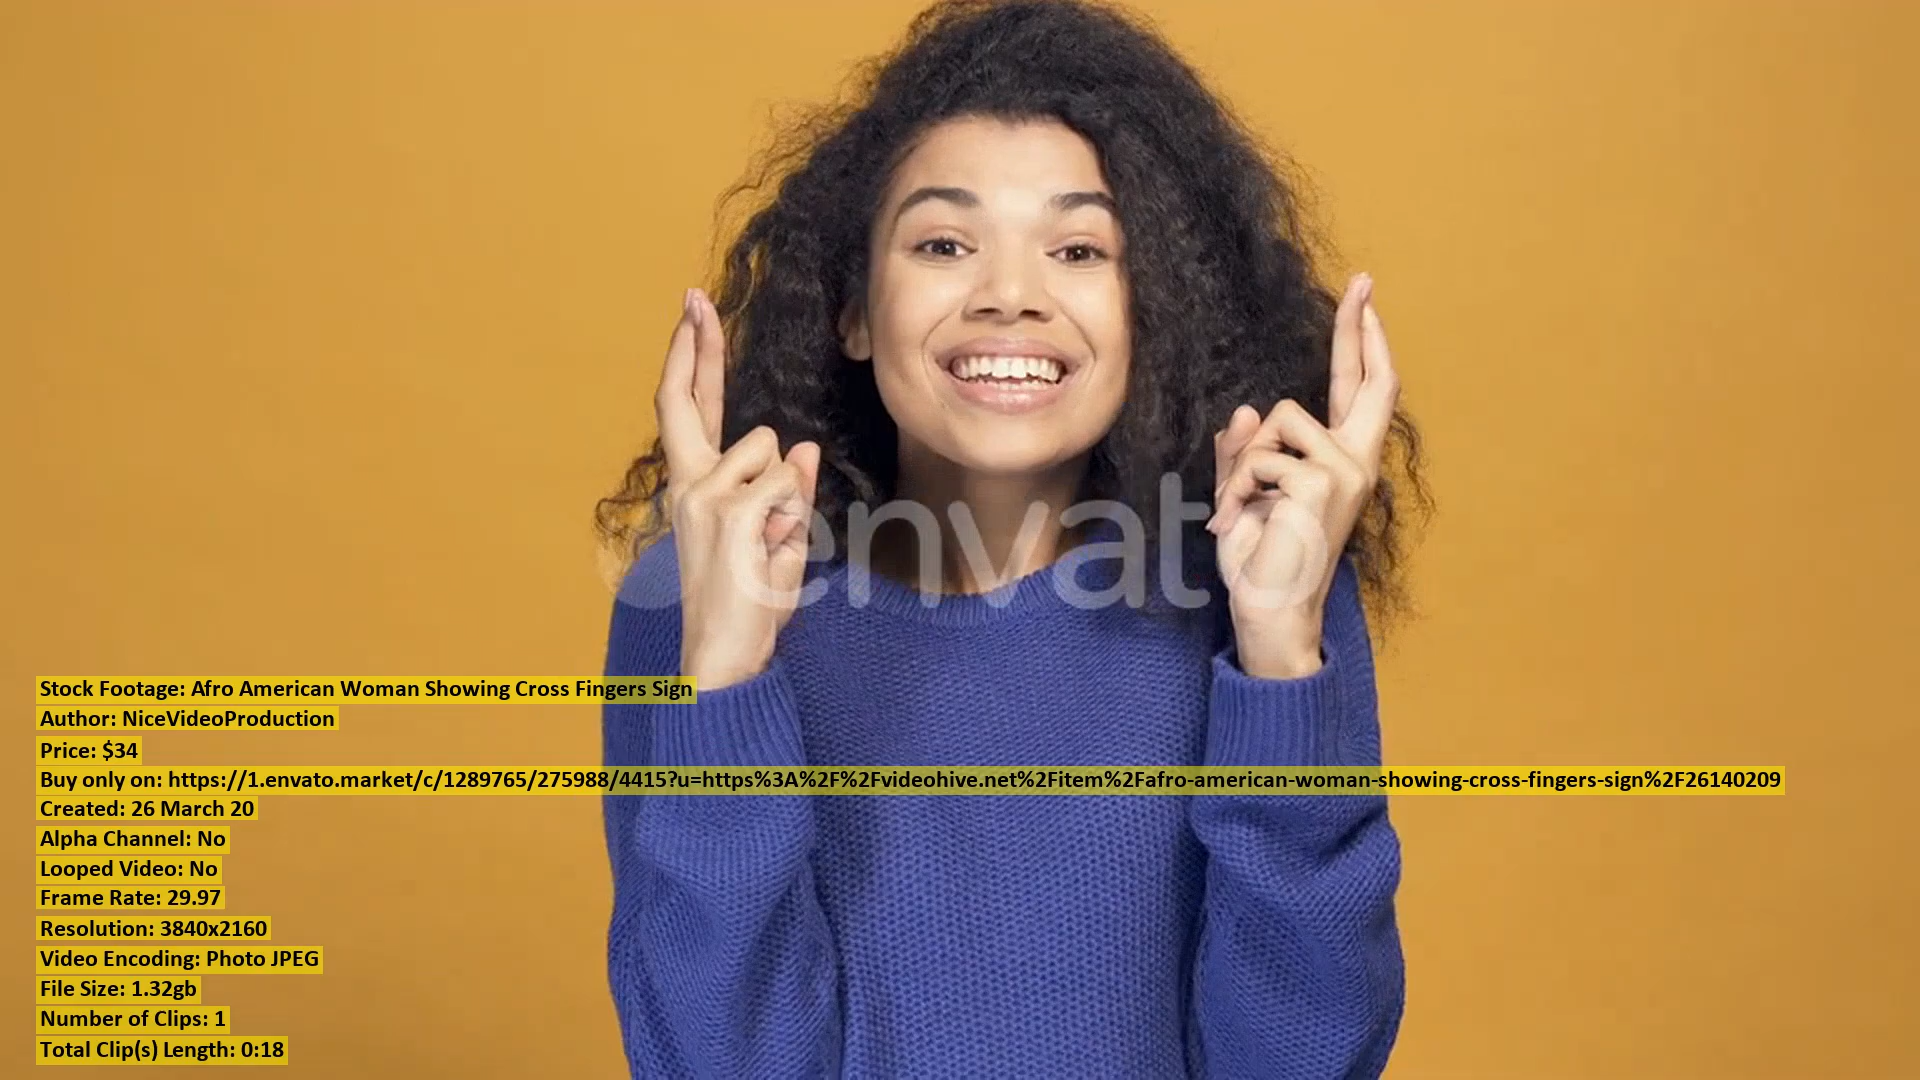 envato
Stock Footage: Afro American Woman Showing Cross Fingers Sign
Author: NiceVideoProduction
Price: $34
Buy only on: https://1.envato.market/c/1289765/275988/4415?u=https%3A%2F%2Fvideohive.net%2Fitem%2Fafro-american-woman-showing-cross-fingers-sign%2F26140209
Created: 26 March 20
Alpha Channel: No
Looped Video: No
Frame Rate: 29.97
Resolution: 3840x2160
Video Encoding: Photo JPEG
File Size: 1.32gb
Number of Clips: 1
Total Clip(s) Length: 0:18